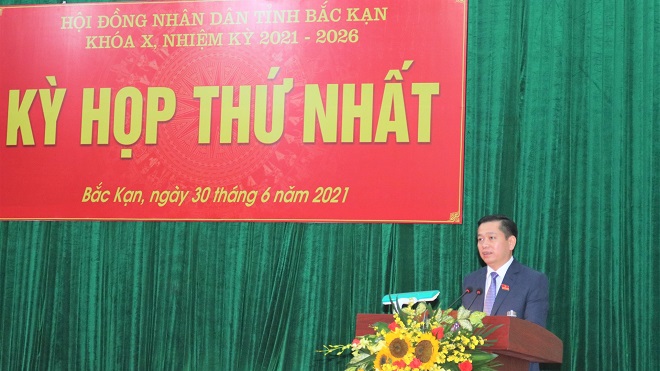 HỘI ĐỒNG NHÂN DÂN TỈNH BẮC KẠN
KHÓA X, NHIỆM KỲ 2021 - 2026
KỲ HỌP THỨ NHẤT
Bắc Kạn, ngày 30 tháng 6 năm 2021